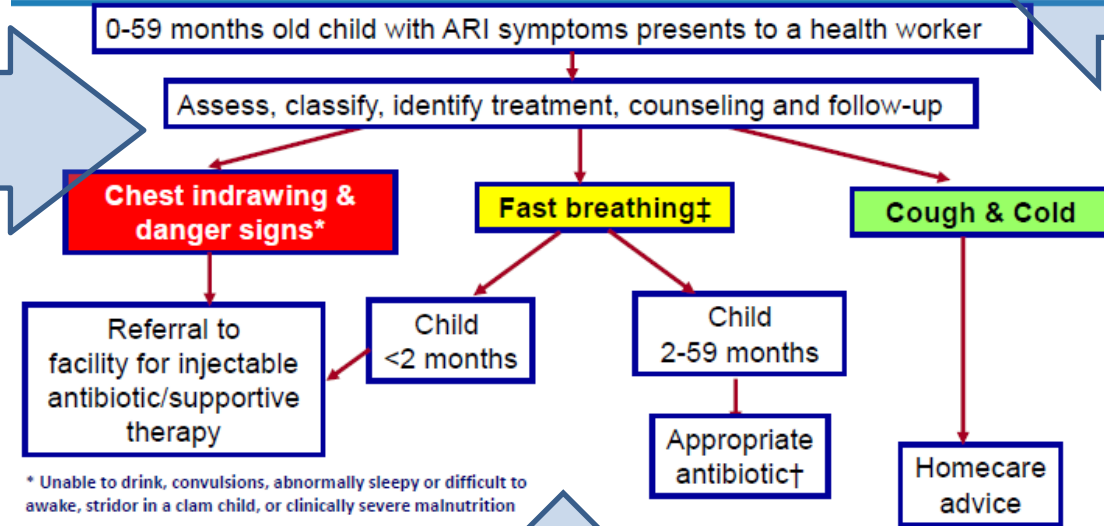 0-59 months old child with ARI symptoms presents to a health worker
Assess, classify, identify treatment, counseling and follow-up
Chest indrawing &
danger signs*
Fast breathing‡
Cough & Cold
Referral to
facility for injectable
antibiotic/supportive
therapy
Child
<2 months
Child
2-59 months
Appropriate
antibiotic†
Homecare
advice
* Unable to drink, convulsions, abnormally sleepy or difficult to
awake, stridor in a clam child, or clinically severe malnutrition